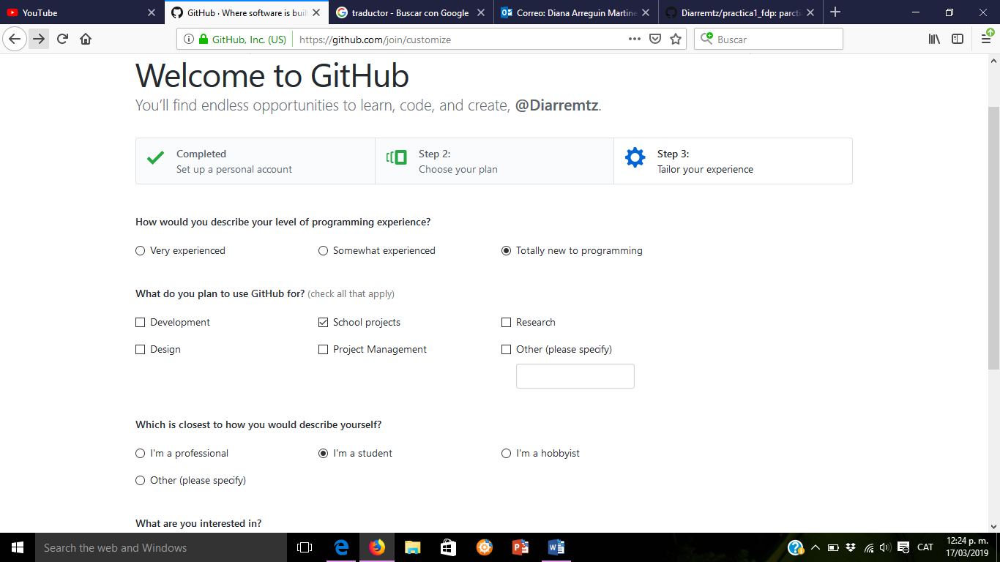 YouTube
GitHub · Where software is buil
traductor - Buscar con Google
Correo: Diana Arreguin Martine
Diarremtz/practica1_fdp: parcti
GitHub, Inc. (US)
https://github.com/join/customize
Buscar
Welcome to GitHub
You’ll find endless opportunities to learn, code, and create, @Diarremtz.
Completed
Set up a personal account
Step 2:
Choose your plan
Step 3:
Tailor your experience
How would you describe your level of programming experience?
Very experienced
Somewhat experienced
Totally new to programming
What do you plan to use GitHub for? (check all that apply)
Development
School projects
Research
Design
Project Management
Other (please specify)
Which is closest to how you would describe yourself?
I'm a professional
I'm a student
I'm a hobbyist
Other (please specify)
What are you interested in?
Search the web and Windows
CAT
12:24 p. m.
17/03/2019